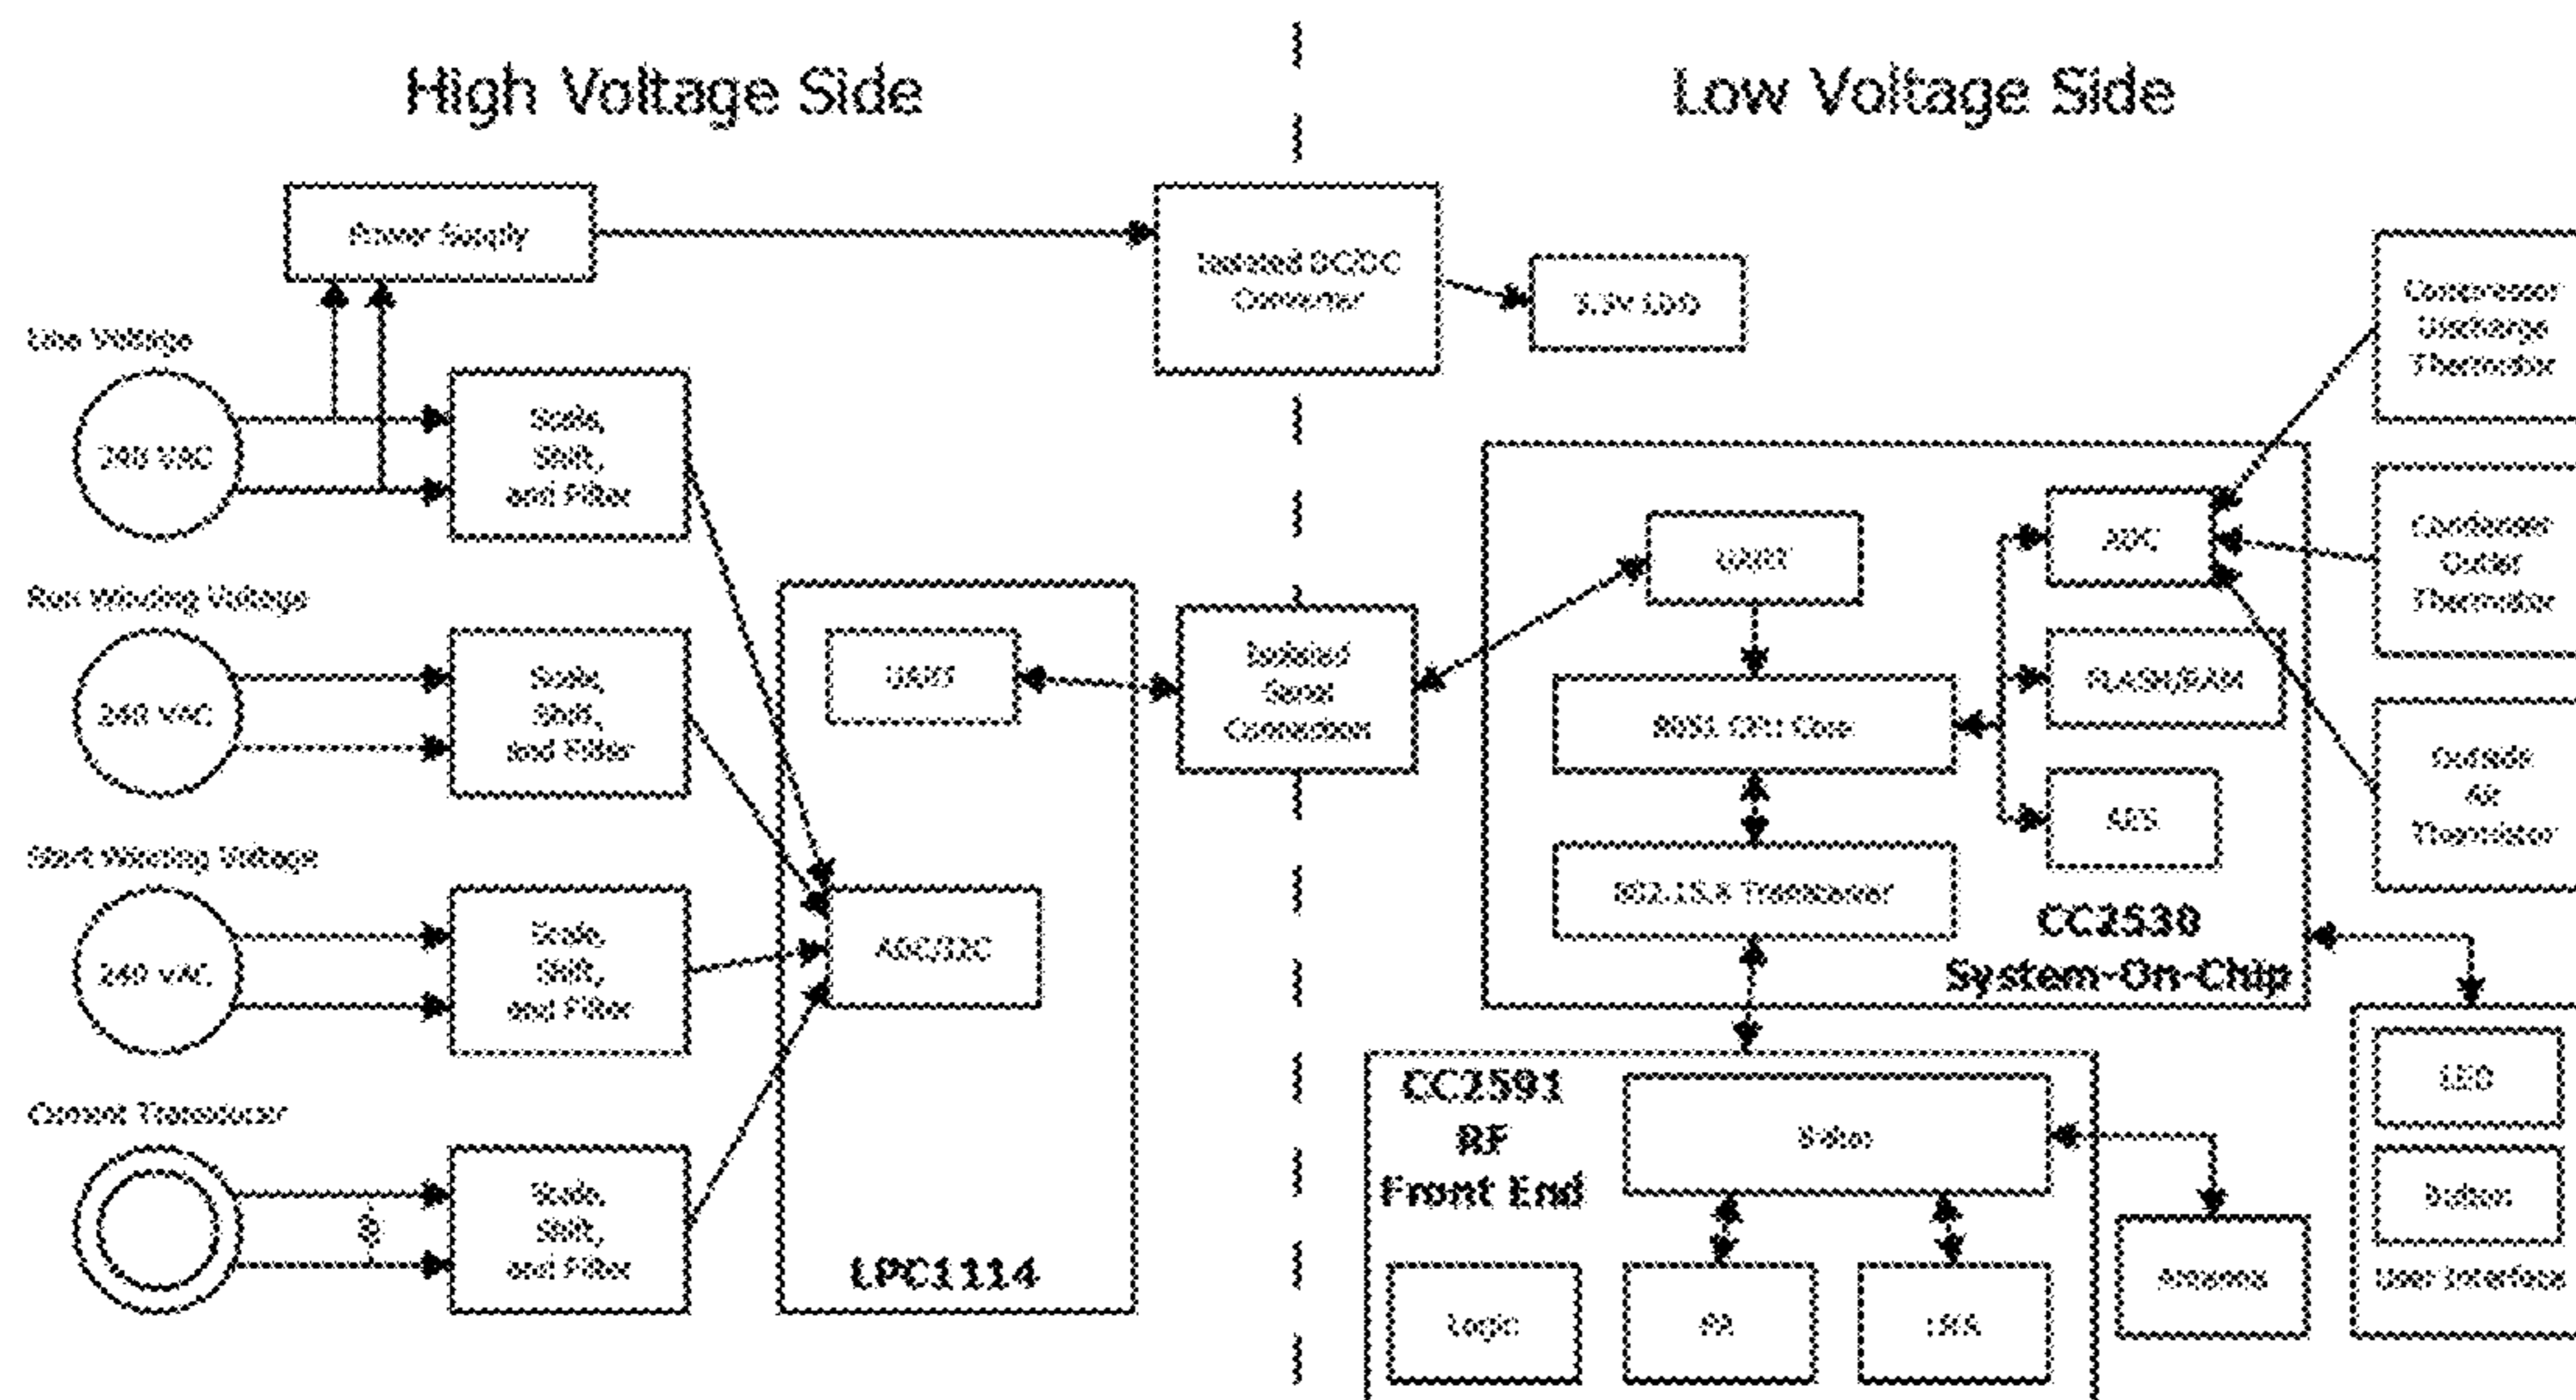 High Voltage Side
Low Voltage Side
Power Supply
Isolated DC/DC
Converter
3.3V LDO
Compressor
Discharge
Thermistor
Line Voltage
240 VAC
Scale,
Shift,
and Filter
UART
ADC
Condenser
Outlet
Thermistor
Run Winding Voltage
240 VAC
Scale,
Shift,
and Filter
UART
Isolated
Serial
Connection
8051 CPU Core
FLASH/RAM
Outside
Air
Thermistor
AES
Start Winding Voltage
240 VAC
Scale,
Shift,
and Filter
802.15.4 Transceiver
CC2530
System-On-Chip
Current Transducer
Scale,
Shift,
and Filter
LPC1114
CC2591
RF
Front End
LED
Button
User Interface
Antenna
Logic
PA
LNA